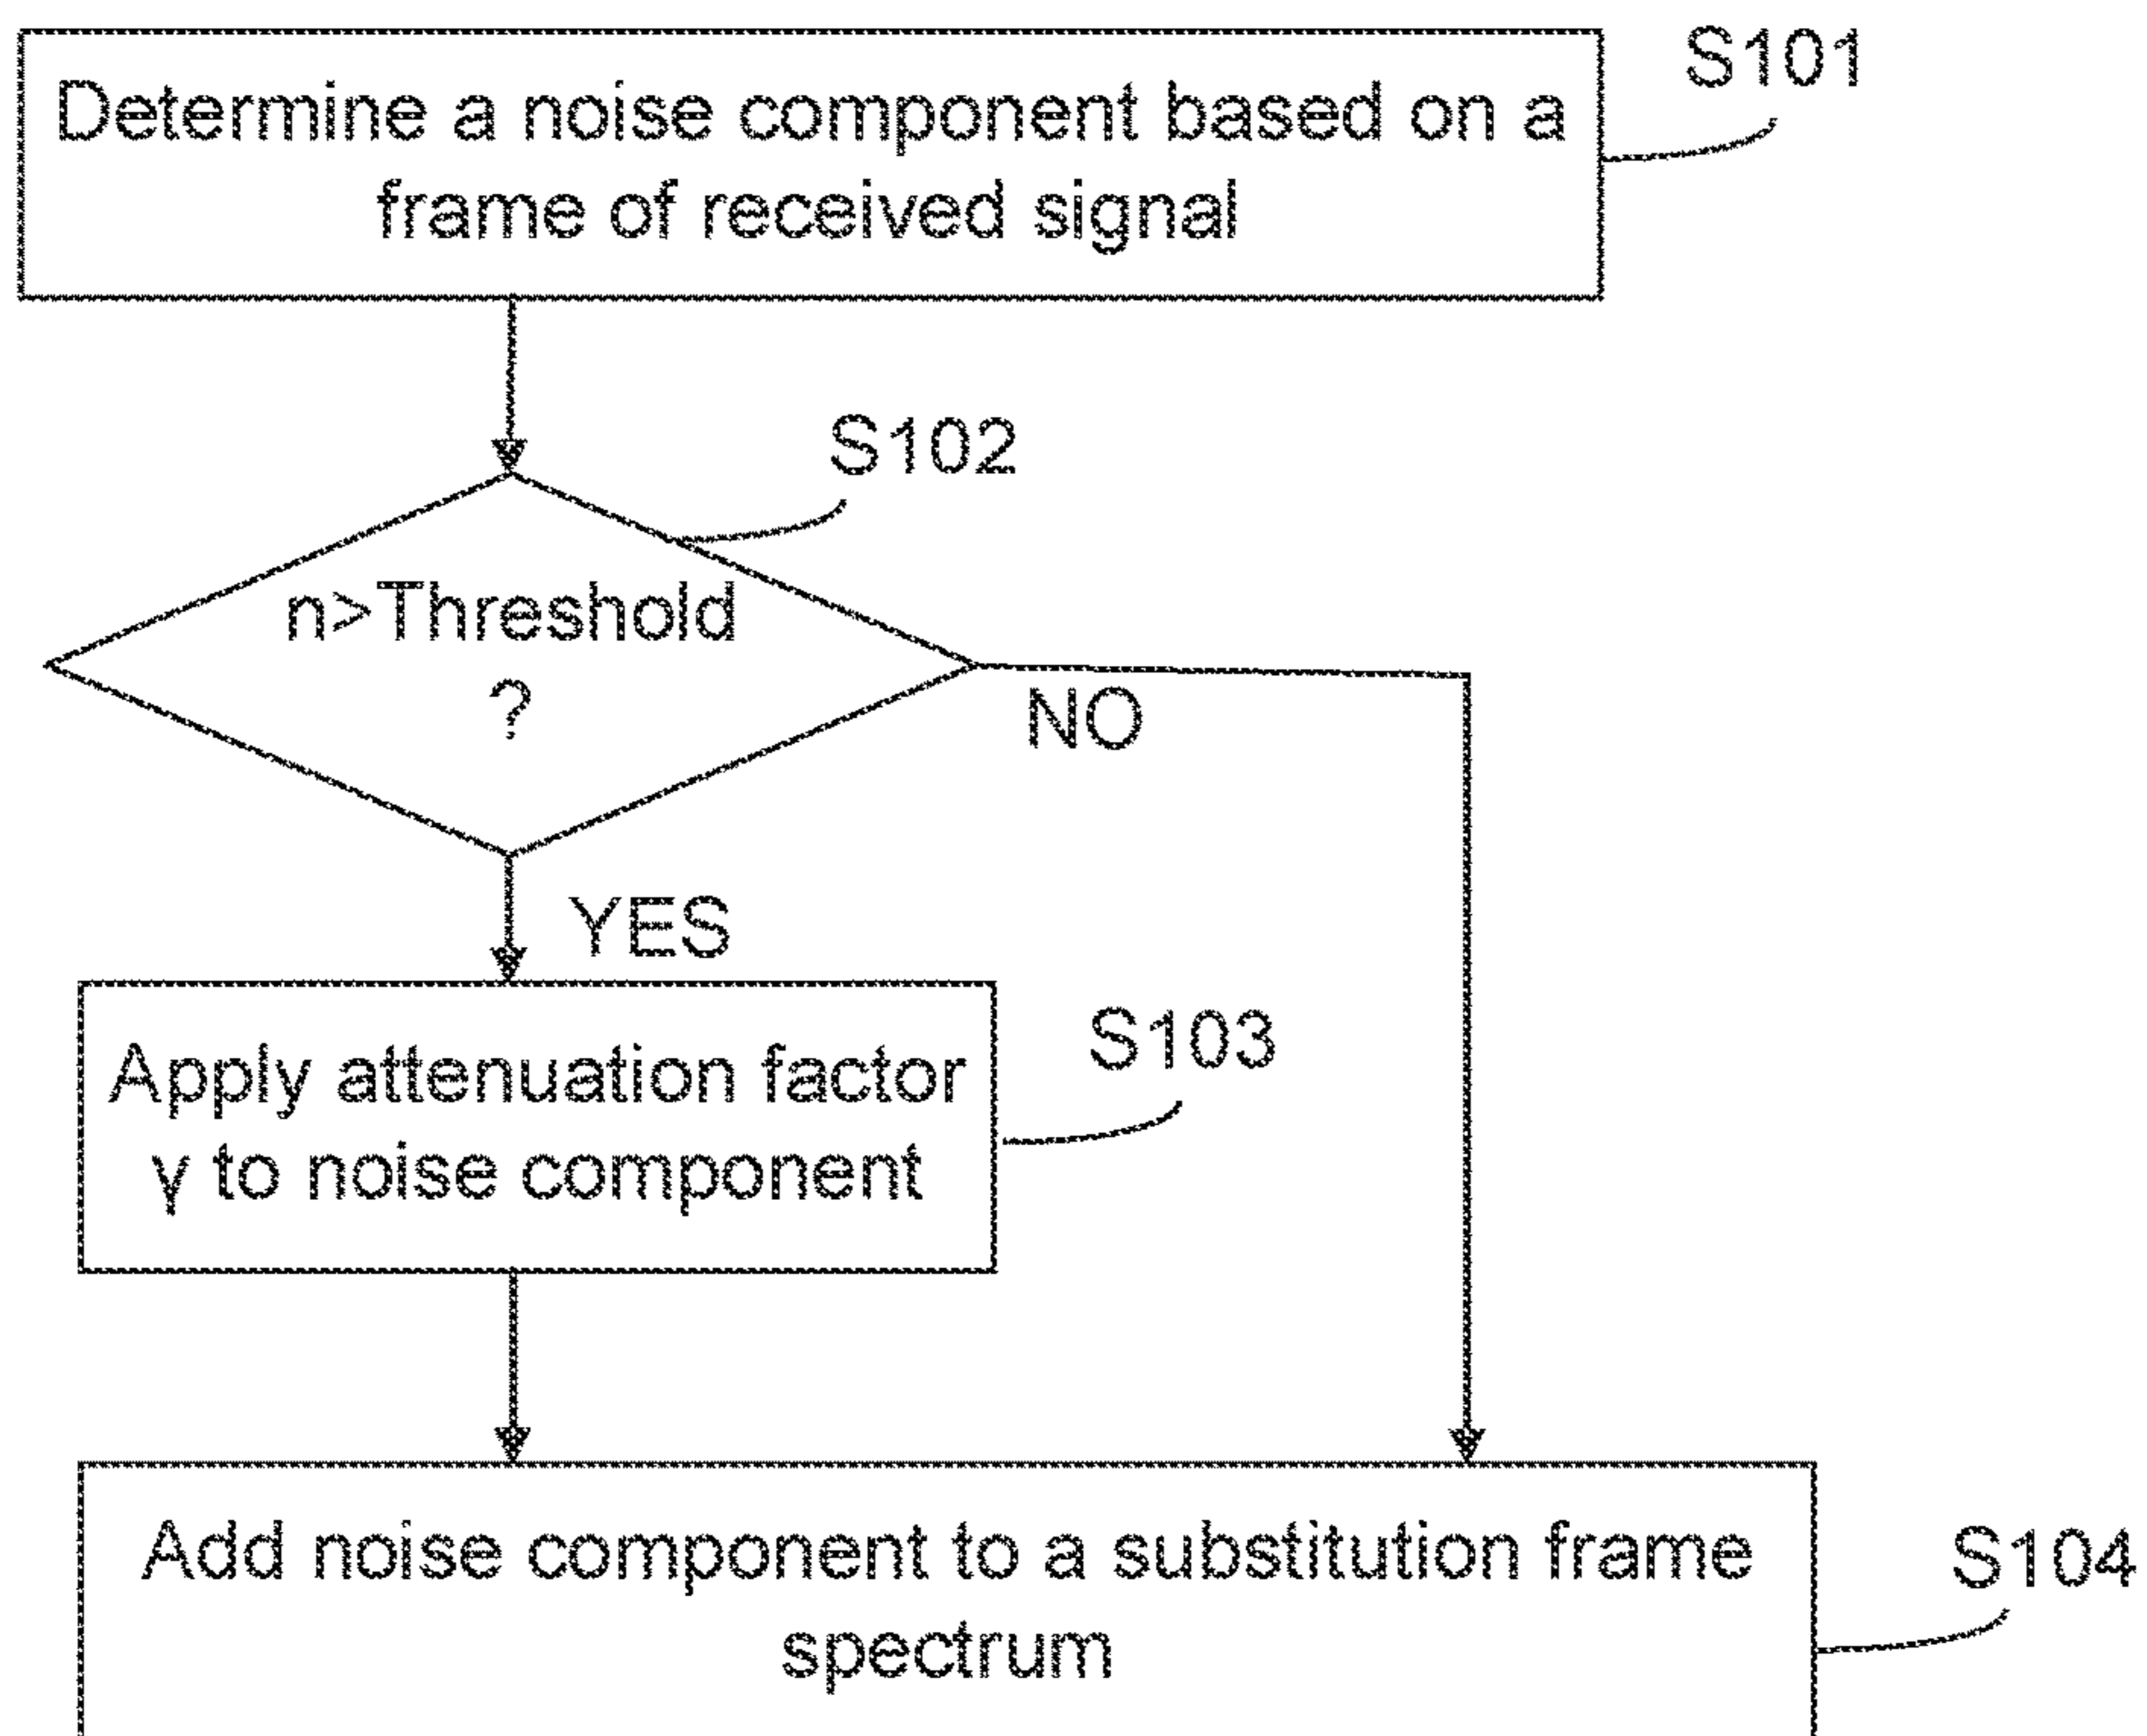 S101
Determine a noise component based on a
frame of received signal
S102
n>Threshold
?
NO
YES
S103
Apply attenuation factor
γ to noise component
Add noise component to a substitution frame
spectrum
S104